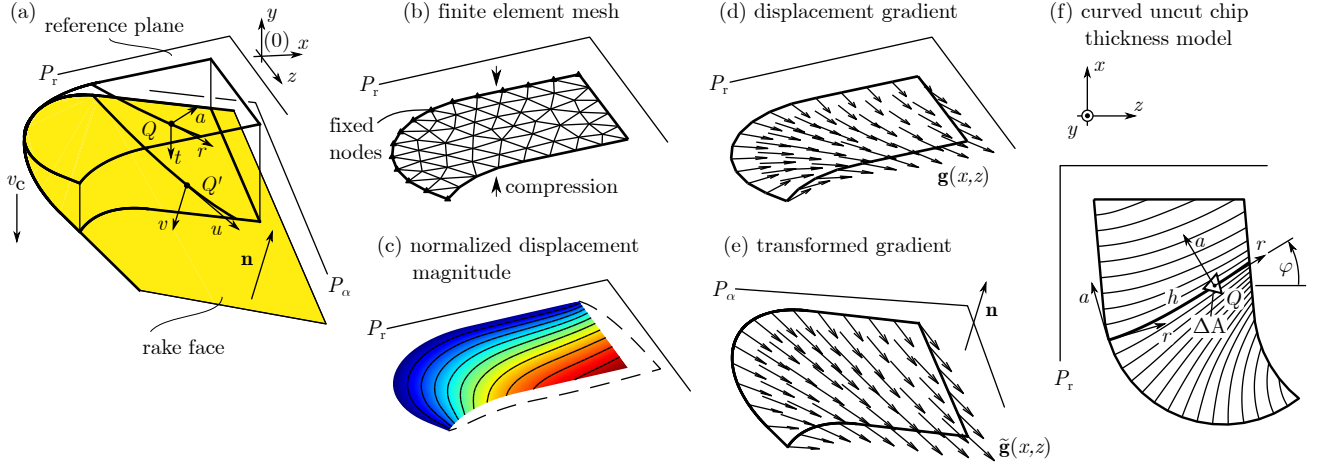 (a)
reference plane
y
(0)
x
z
P_r
Q
a
r
t
Q′
v_c
v
u
n
P_α
rake face
(b) finite element mesh
P_r
fixed
nodes
compression
(c) normalized displacement
magnitude
P_r
(d) displacement gradient
P_r
g(x,z)
(e) transformed gradient
P_α
n
g̃(x,z)
(f) curved uncut chip
thickness model
x
z
y
a
r
φ
h
Q
a
ΔA
r
P_r